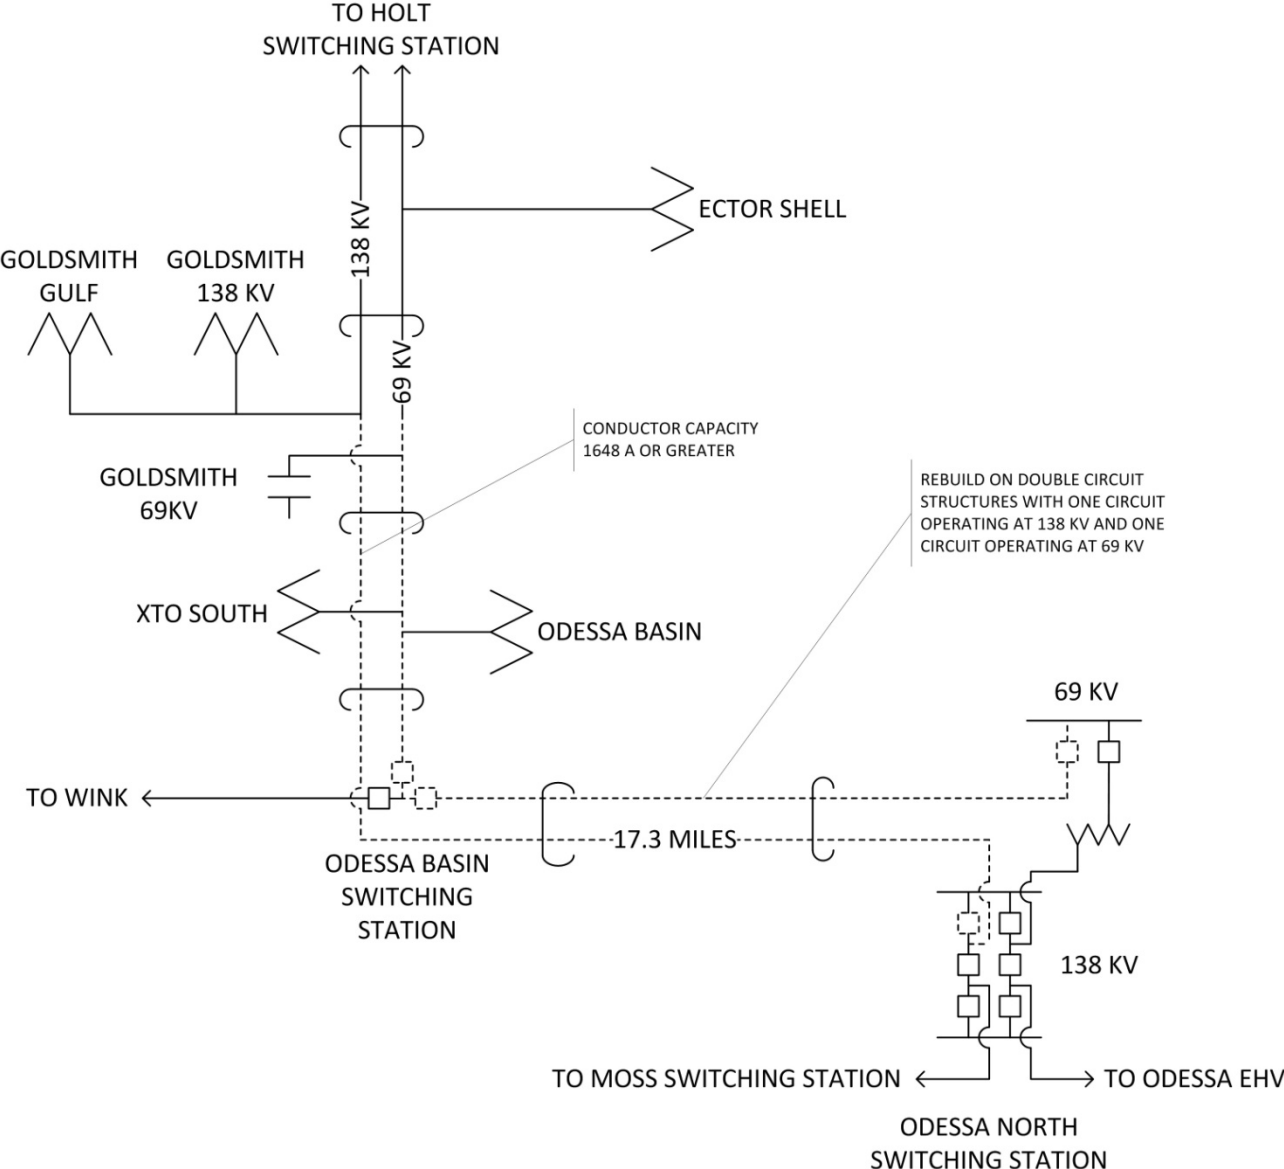 TO HOLT
SWITCHING STATION
138 KV
ECTOR SHELL
GOLDSMITH
GULF
GOLDSMITH
138 KV
69 KV
CONDUCTOR CAPACITY
1648 A OR GREATER
GOLDSMITH
69KV
REBUILD ON DOUBLE CIRCUIT
STRUCTURES WITH ONE CIRCUIT
OPERATING AT 138 KV AND ONE
CIRCUIT OPERATING AT 69 KV
XTO SOUTH
ODESSA BASIN
69 KV
TO WINK
17.3 MILES
ODESSA BASIN
SWITCHING
STATION
138 KV
TO MOSS SWITCHING STATION
TO ODESSA EHV
ODESSA NORTH
SWITCHING STATION